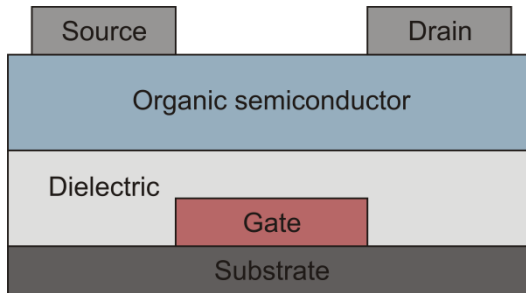 Source
Drain
Organic semiconductor
Dielectric
Gate
Substrate